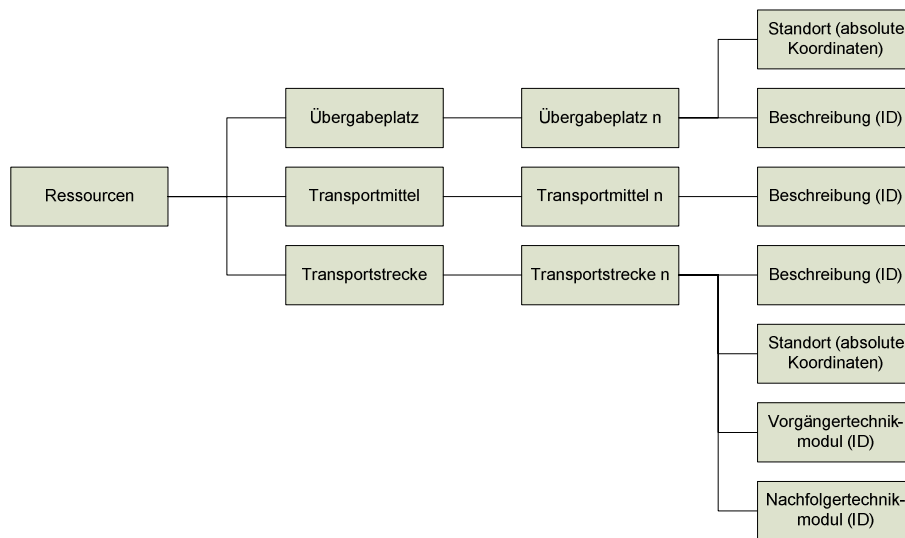 Standort (absolute
Koordinaten)
Übergabeplatz
Übergabeplatz n
Beschreibung (ID)
Ressourcen
Transportmittel
Transportmittel n
Beschreibung (ID)
Transportstrecke
Transportstrecke n
Beschreibung (ID)
Standort (absolute
Koordinaten)
Vorgängertechnik-
modul (ID)
Nachfolgertechnik-
modul (ID)